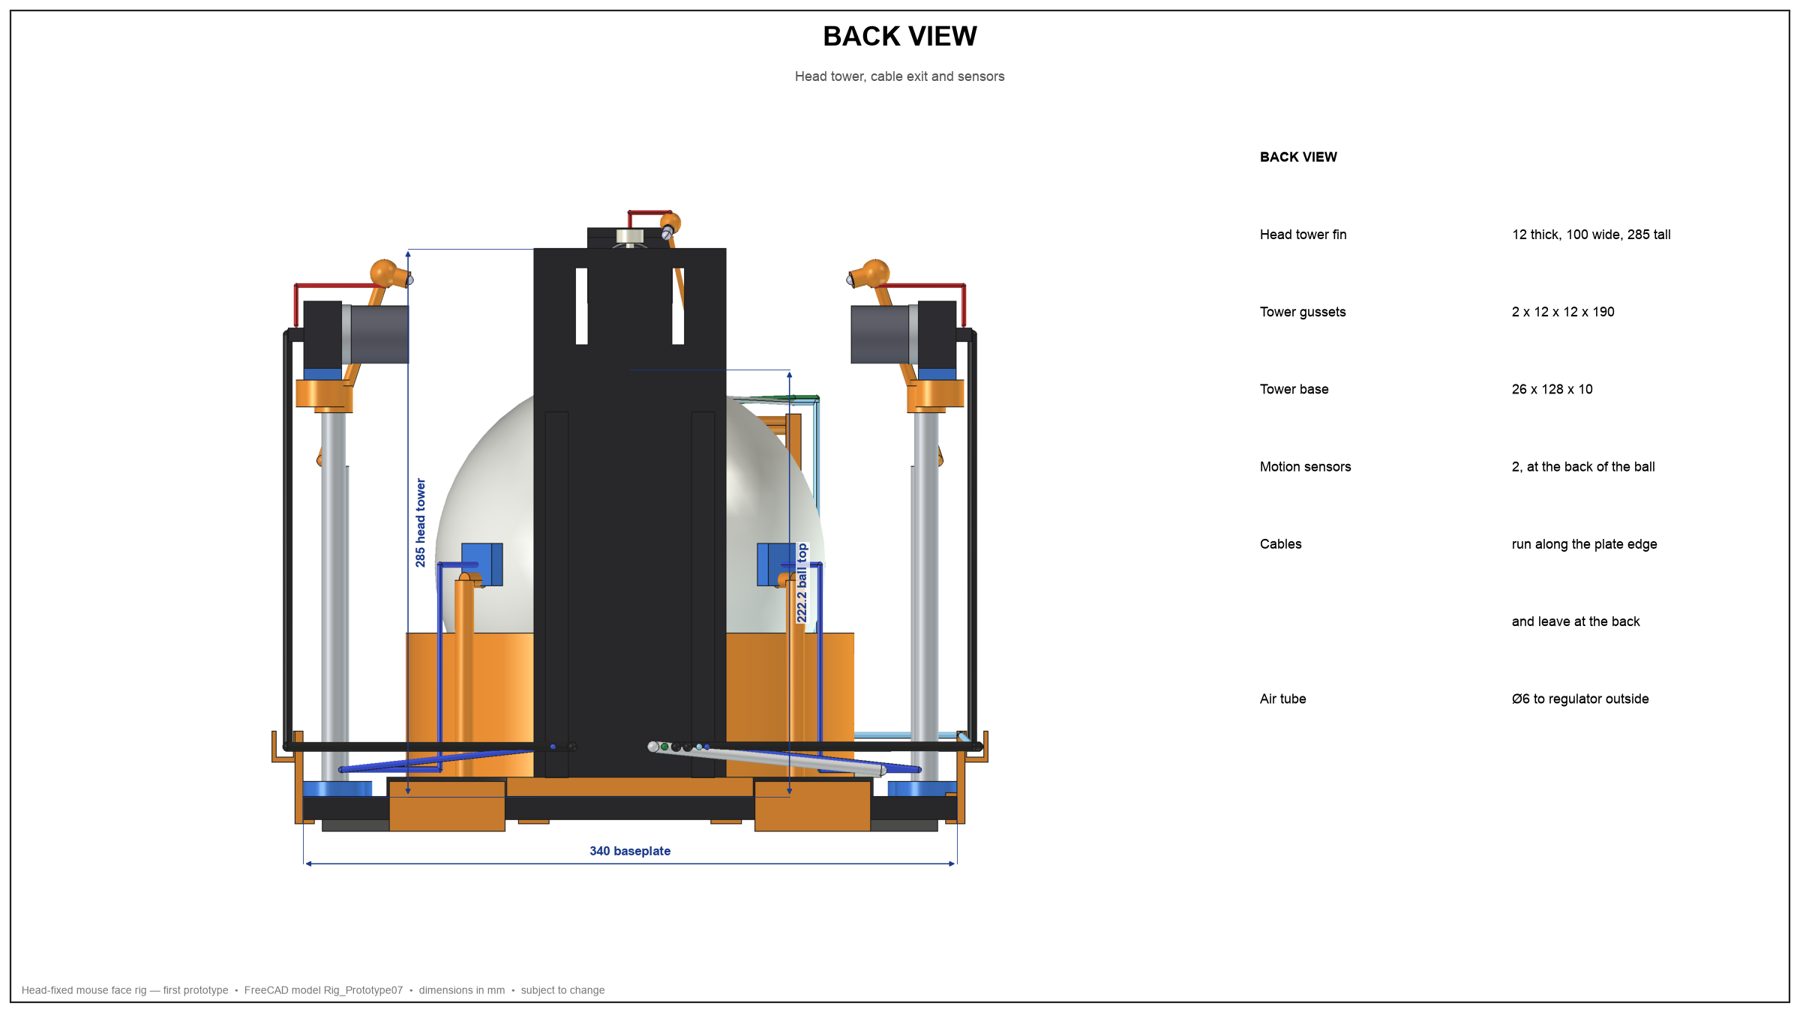 BACK VIEW
Head tower, cable exit and sensors
BACK VIEW
Head tower fin 12 thick, 100 wide, 285 tall
Tower gussets 2 x 12 x 12 x 190
Tower base 26 x 128 x 10
Motion sensors 2, at the back of the ball
Cables run along the plate edge
and leave at the back
Air tube Ø6 to regulator outside
285 head tower
222.2 ball top
340 baseplate
Head-fixed mouse face rig — first prototype • FreeCAD model Rig_Prototype07 • dimensions in mm • subject to change